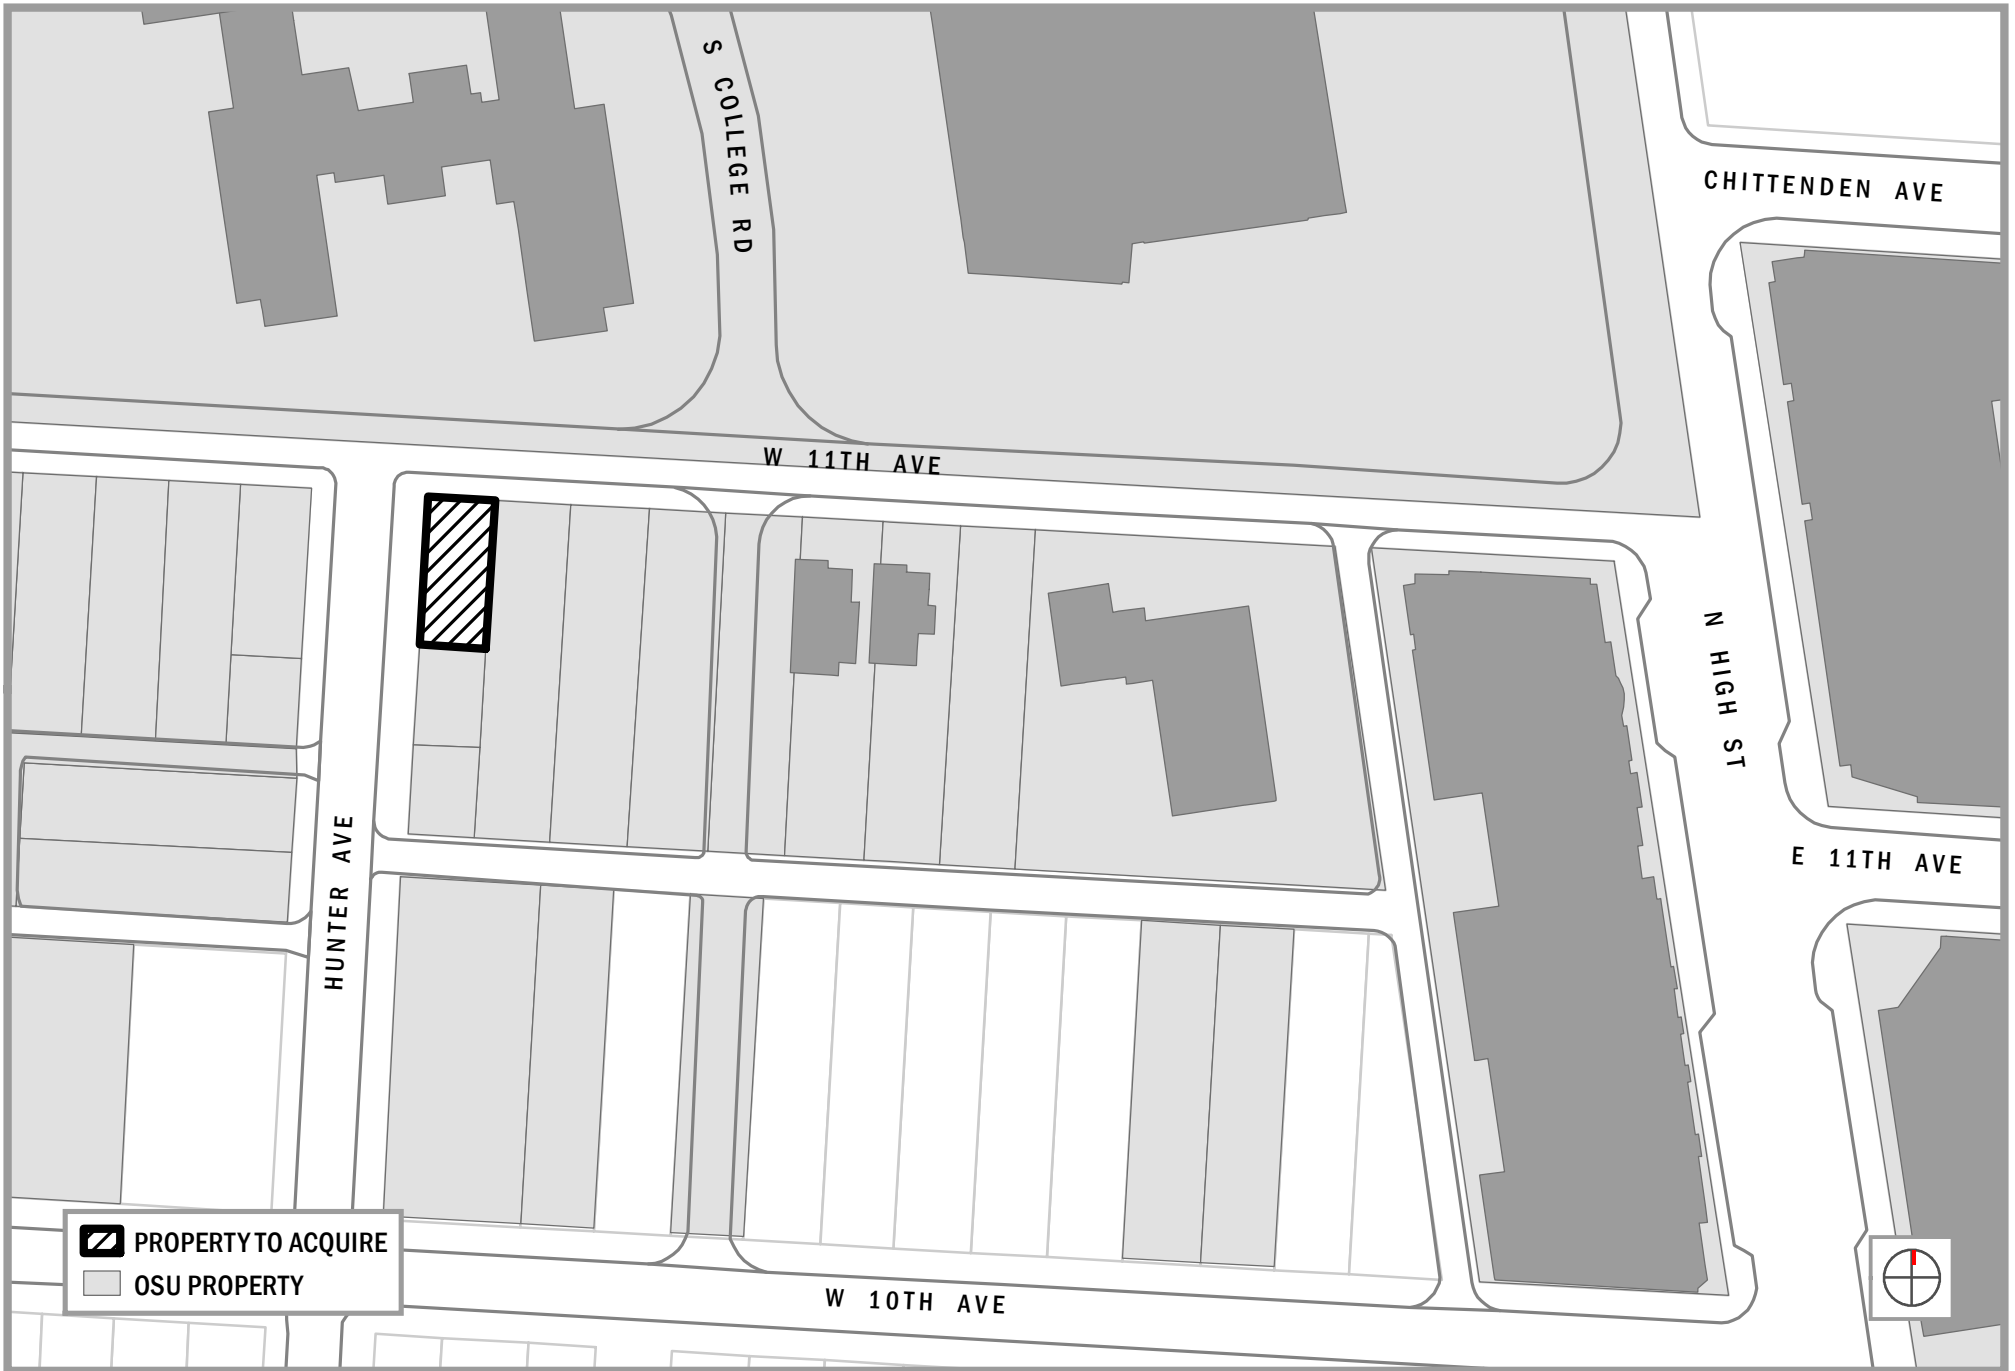 S COLLEGE RD
CHITTENDEN AVE
W 11TH AVE
N HIGH ST
HUNTER AVE
E 11TH AVE
PROPERTY TO ACQUIRE
OSU PROPERTY
W 10TH AVE